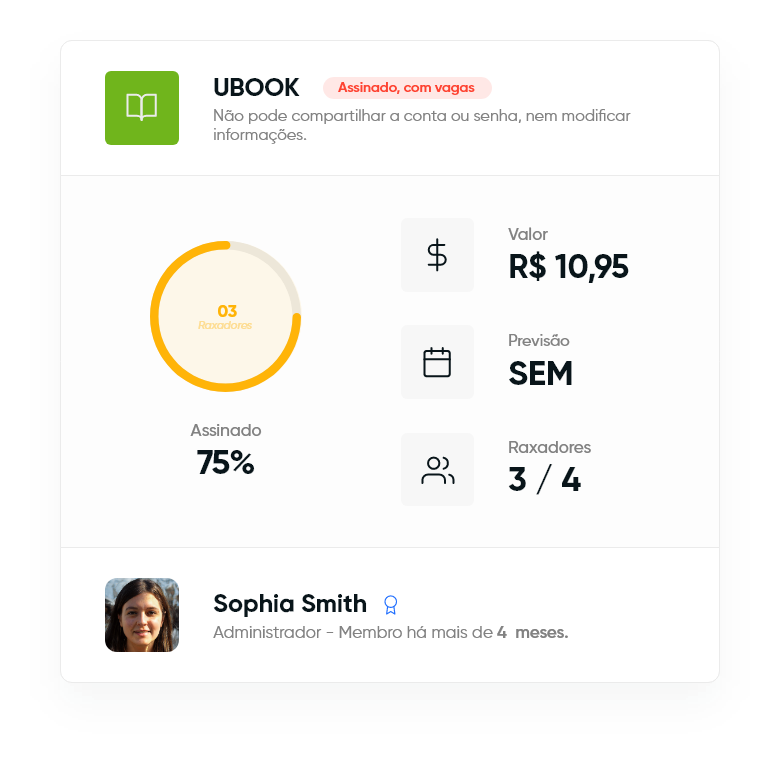 UBOOK
Assinado, com vagas
Não pode compartilhar a conta ou senha, nem modificar
informações.
03
Raxadores
Assinado
75%
Valor
R$ 10,95
Previsão
SEM
Raxadores
3 / 4
Sophia Smith
Administrador - Membro há mais de 4 meses.